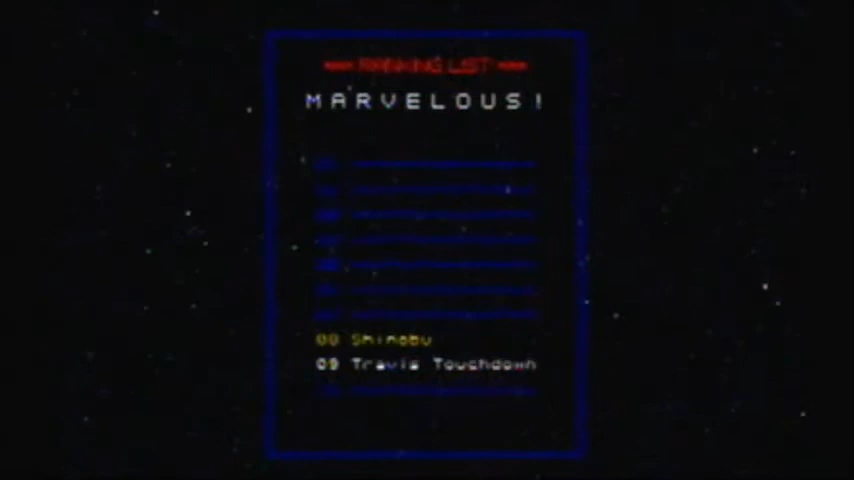 RANKING LIST
MARVELOUS!
08 Shinobu
09 Travis Touchdown